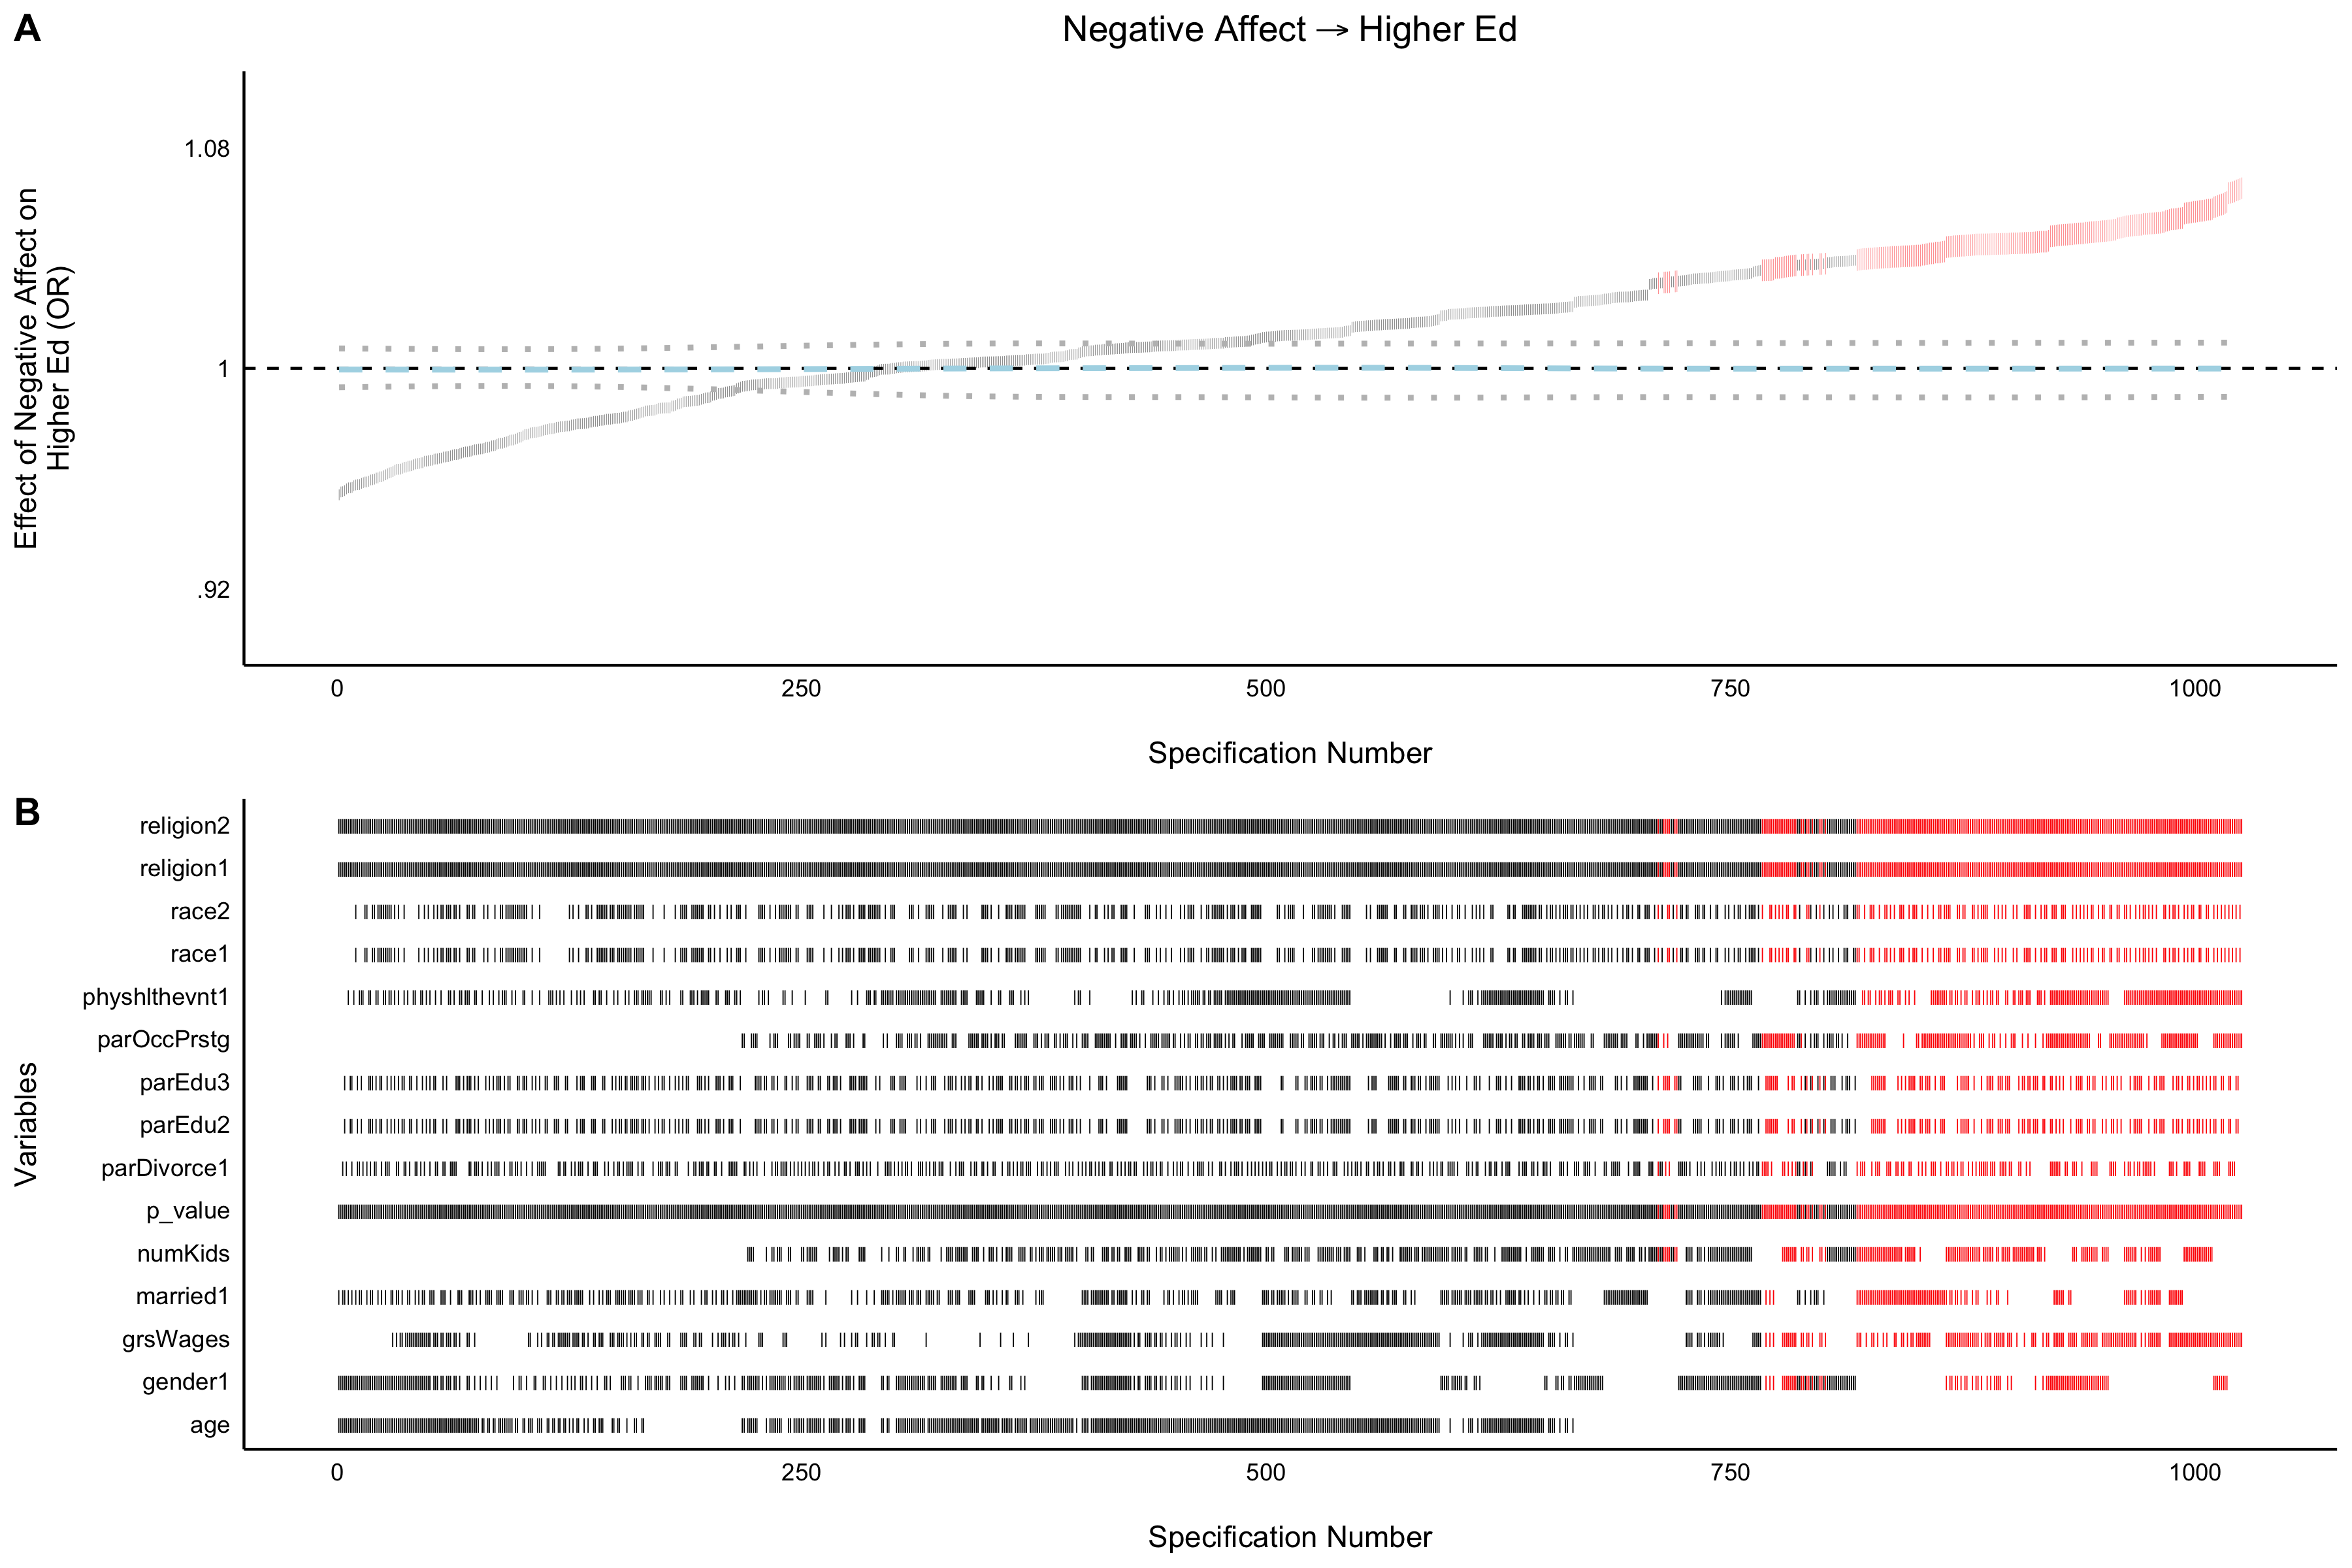 A
Negative Affect → Higher Ed
Effect of Negative Affect on
Higher Ed (OR)
1.08
1
.92
0 250 500 750 1000
Specification Number
B
Variables
religion2
religion1
race2
race1
physhlthevnt1
parOccPrstg
parEdu3
parEdu2
parDivorce1
p_value
numKids
married1
grsWages
gender1
age
0 250 500 750 1000
Specification Number